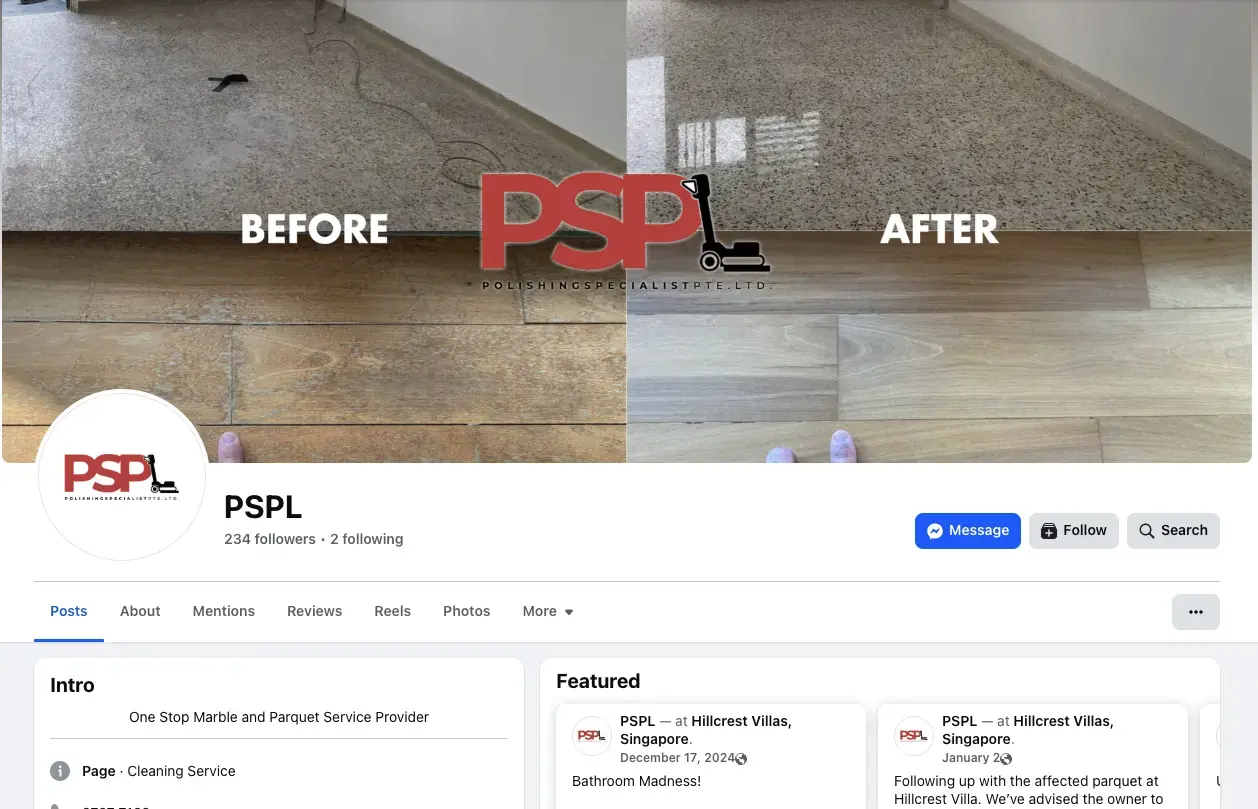 BEFORE
AFTER
PSPL
POLISHINGSPECIALISTPTE.LTD.
PSPL
POLISHINGSPECIALISTPTE.LTD.
PSPL
234 followers • 2 following
Message
Follow
Search
Posts
About
Mentions
Reviews
Reels
Photos
More
Intro
One Stop Marble and Parquet Service Provider
Page · Cleaning Service
Featured
PSPL
PSPL — at Hillcrest Villas,
Singapore.
December 17, 2024
Bathroom Madness!
PSPL
PSPL — at Hillcrest Villas,
Singapore.
January 2
Following up with the affected parquet at
Hillcrest Villa. We’ve advised the owner to